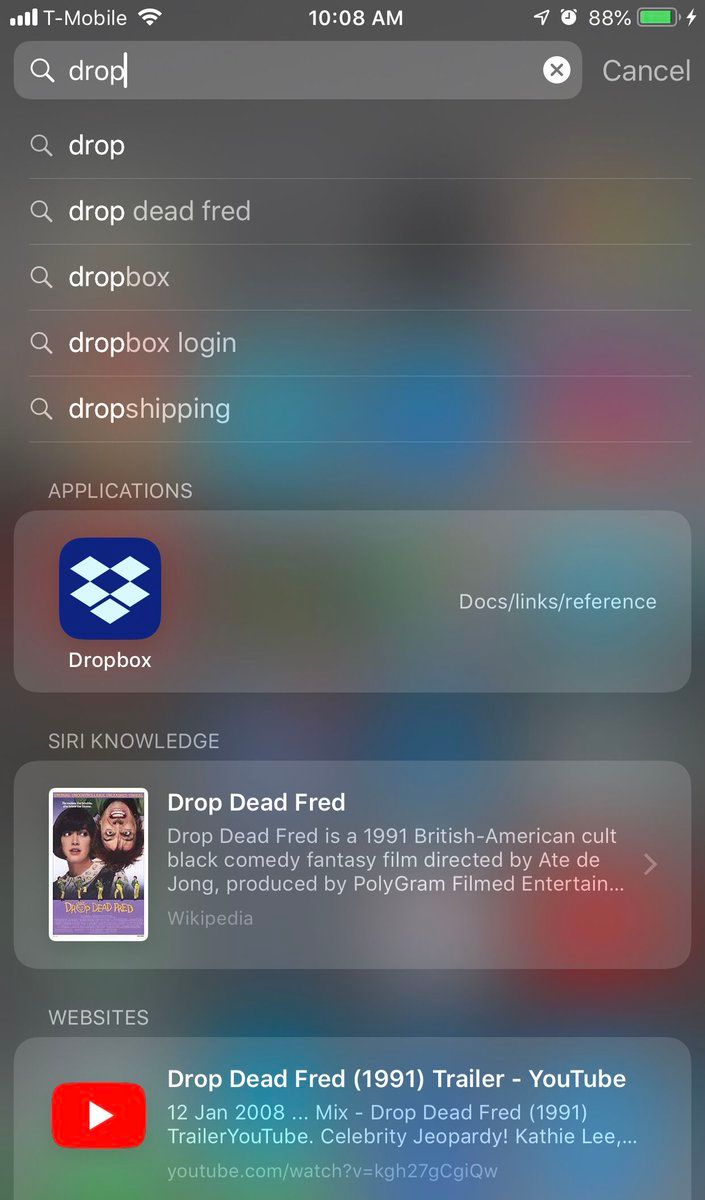 T-Mobile 10:08 AM 88%
drop Cancel
drop
drop dead fred
dropbox
dropbox login
dropshipping
APPLICATIONS
Docs/links/reference
Dropbox
SIRI KNOWLEDGE
Drop Dead Fred
Drop Dead Fred is a 1991 British-American cult
black comedy fantasy film directed by Ate de
Jong, produced by PolyGram Filmed Entertain...
Wikipedia
DROP DEAD FRED
WEBSITES
Drop Dead Fred (1991) Trailer - YouTube
12 Jan 2008 ... Mix - Drop Dead Fred (1991)
TrailerYouTube. Celebrity Jeopardy! Kathie Lee,...
youtube.com/watch?v=kgh27gCgiQw